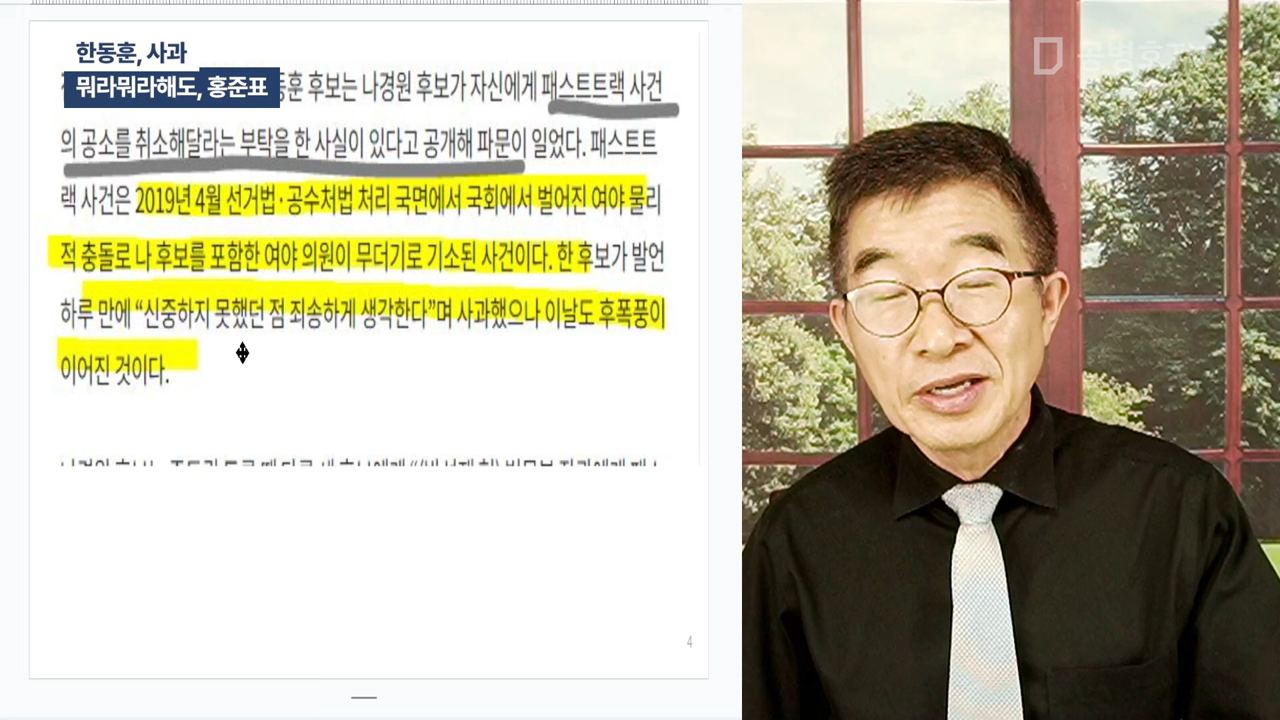 한동훈, 사과
뭐라뭐라해도, 홍준표
동훈 후보는 나경원 후보가 자신에게 패스트트랙 사건
의 공소를 취소해달라는 부탁을 한 사실이 있다고 공개해 파문이 일었다. 패스트트
랙 사건은 2019년 4월 선거법·공수처법 처리 국면에서 국회에서 벌어진 여야 물리
적 충돌로 나 후보를 포함한 여야 의원이 무더기로 기소된 사건이다. 한 후보가 발언
하루 만에 “신중하지 못했던 점 죄송하게 생각한다”며 사과했으나 이날도 후폭풍이
이어진 것이다.
4